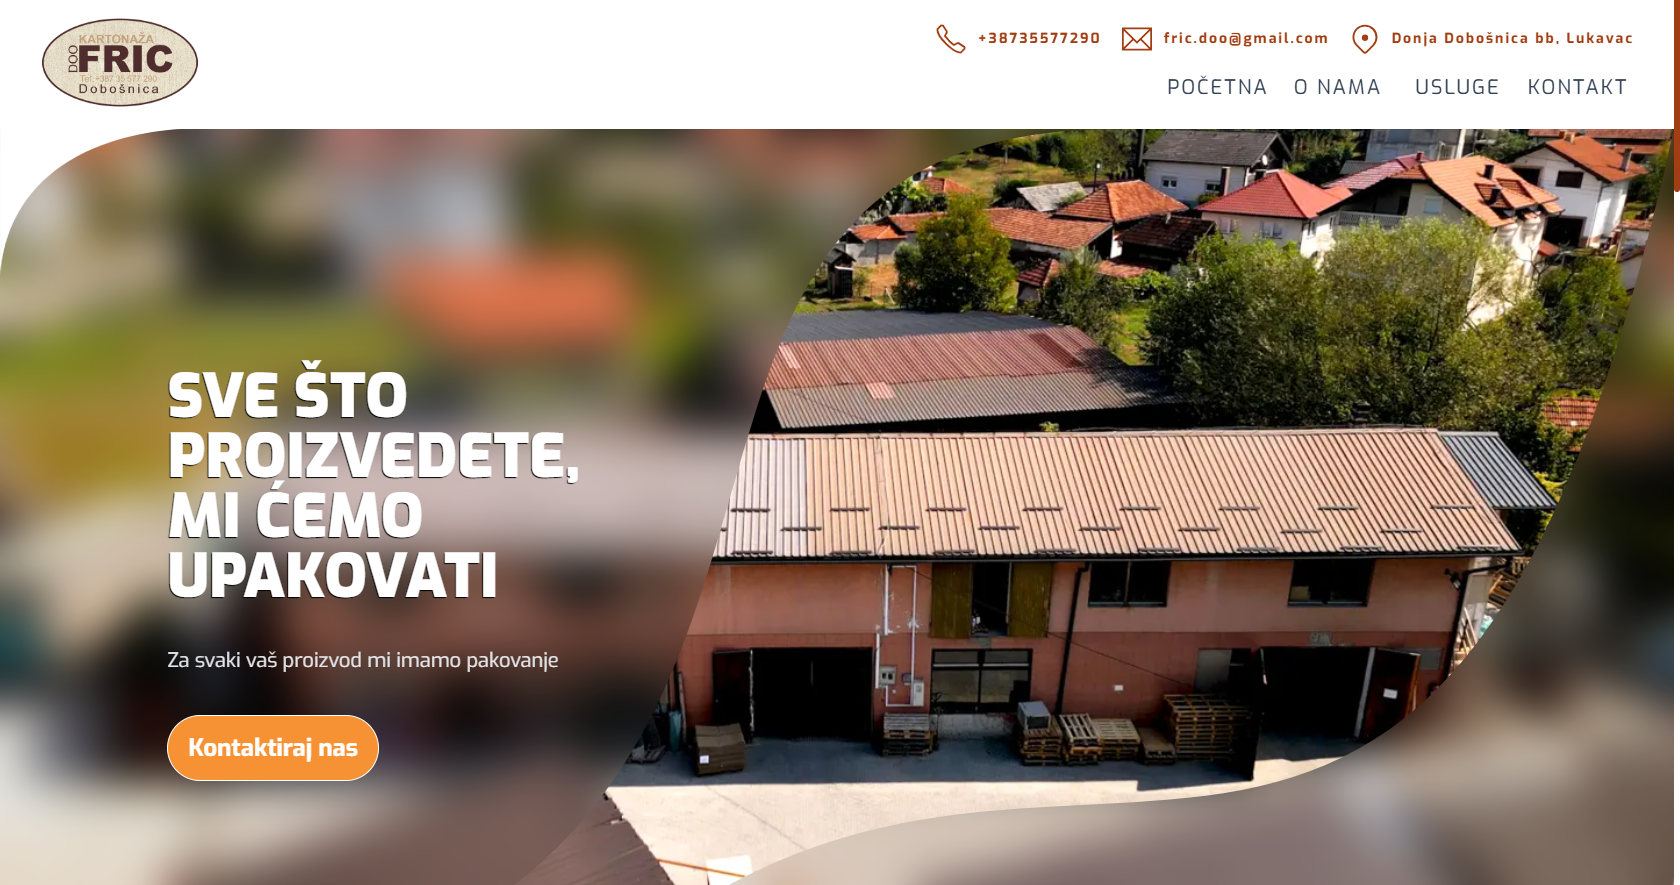 KARTONAŽA
DOO
FRIC
Tel.+387 35 577 290
Dobošnica
+38735577290
fric.doo@gmail.com
Donja Dobošnica bb, Lukavac
POČETNA
O NAMA
USLUGE
KONTAKT
SVE ŠTO
PROIZVEDETE,
MI ĆEMO
UPAKOVATI
Za svaki vaš proizvod mi imamo pakovanje
Kontaktiraj nas